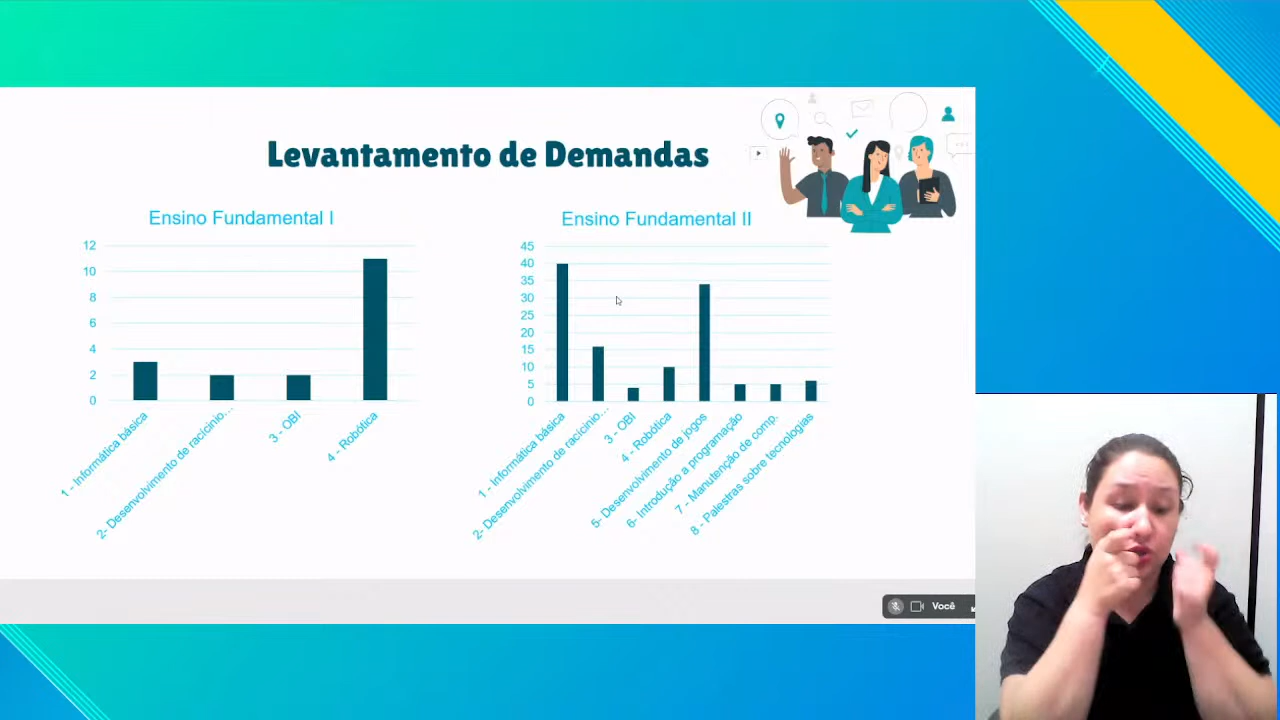 Levantamento de Demandas
Ensino Fundamental I
12
10
8
6
4
2
0
1 - Informática básica
2- Desenvolvimento de racícinio...
3 - OBI
4 - Robótica
Ensino Fundamental II
45
40
35
30
25
20
15
10
5
0
1 - Informática básica
2- Desenvolvimento de racícinio...
3 - OBI
4 - Robótica
5- Desenvolvimento de jogos
6- Introdução a programação
7 - Manutenção de comp.
8 - Palestras sobre tecnologias
Você